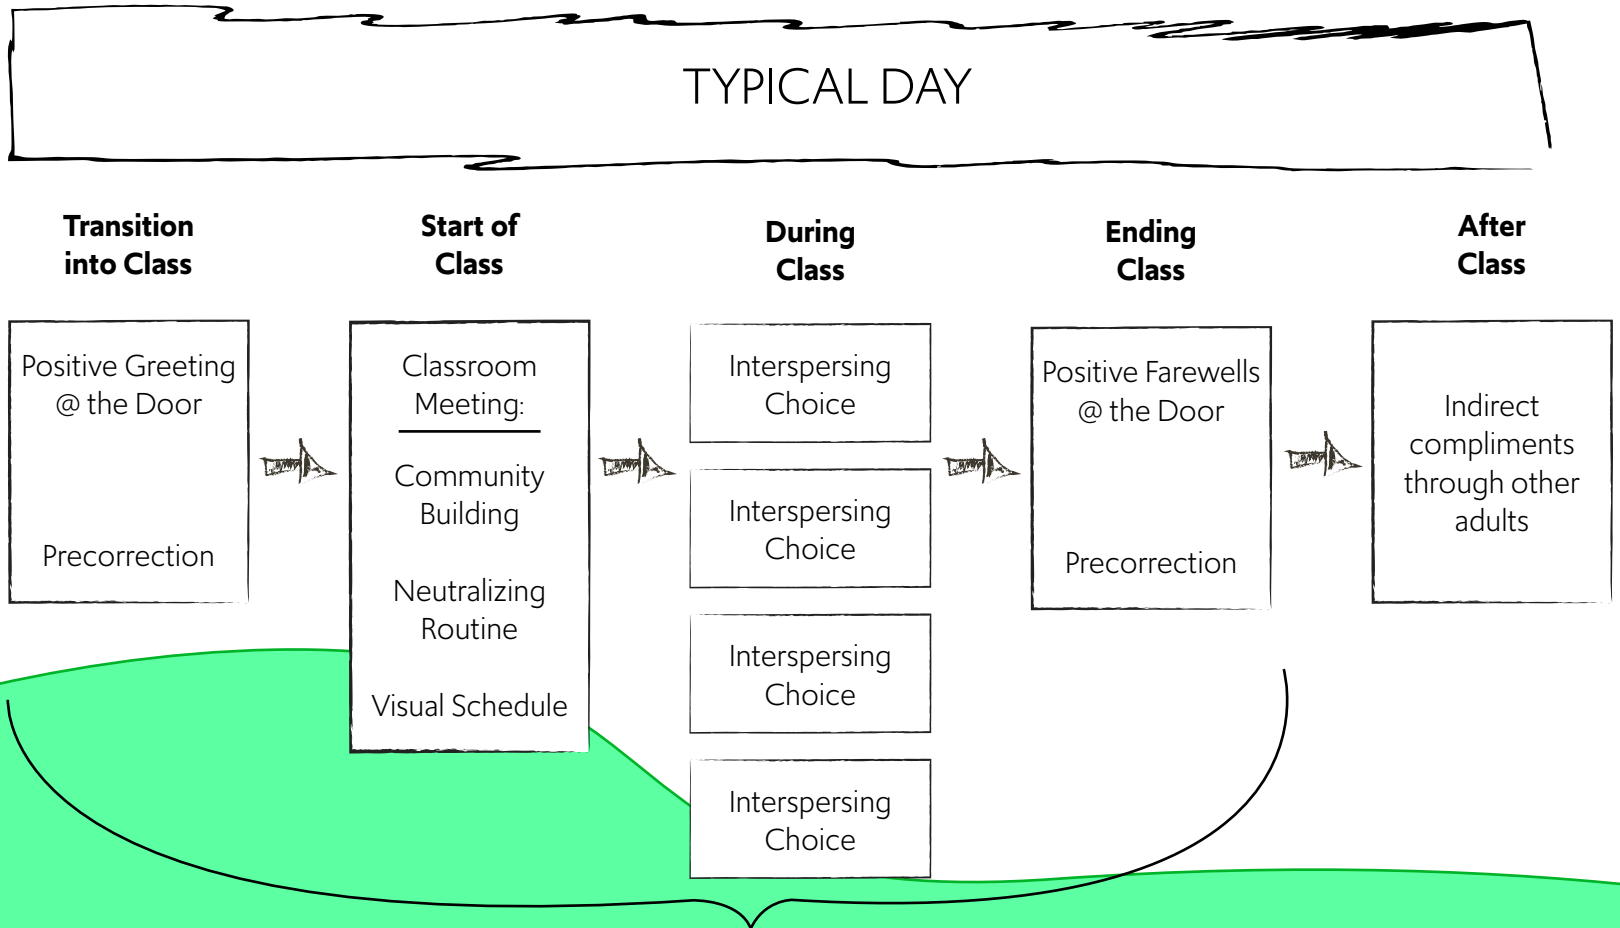 TYPICAL DAY
Transition
into Class
Positive Greeting
@ the Door
Precorrection
Start of
Class
Classroom
Meeting:
Community
Building
Neutralizing
Routine
Visual Schedule
During
Class
Interspersing
Choice
Interspersing
Choice
Interspersing
Choice
Interspersing
Choice
Ending
Class
Positive Farewells
@ the Door
Precorrection
After
Class
Indirect
compliments
through other
adults